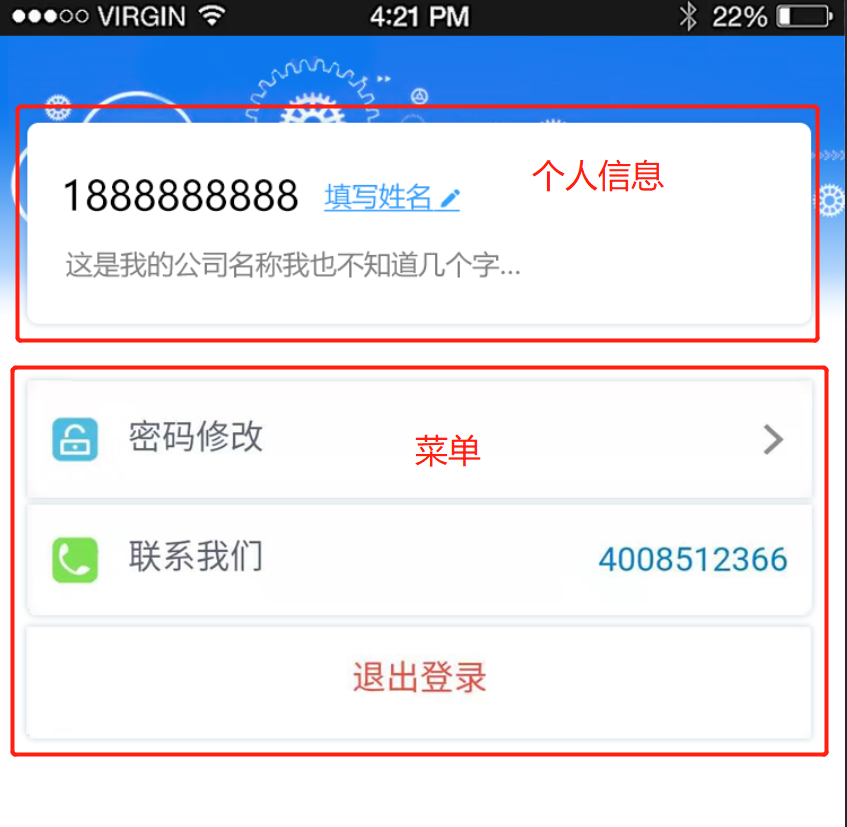 VIRGIN 4:21 PM 22%
个人信息
1888888888 填写姓名
这是我的公司名称我也不知道几个字...
密码修改
菜单
联系我们 4008512366
退出登录